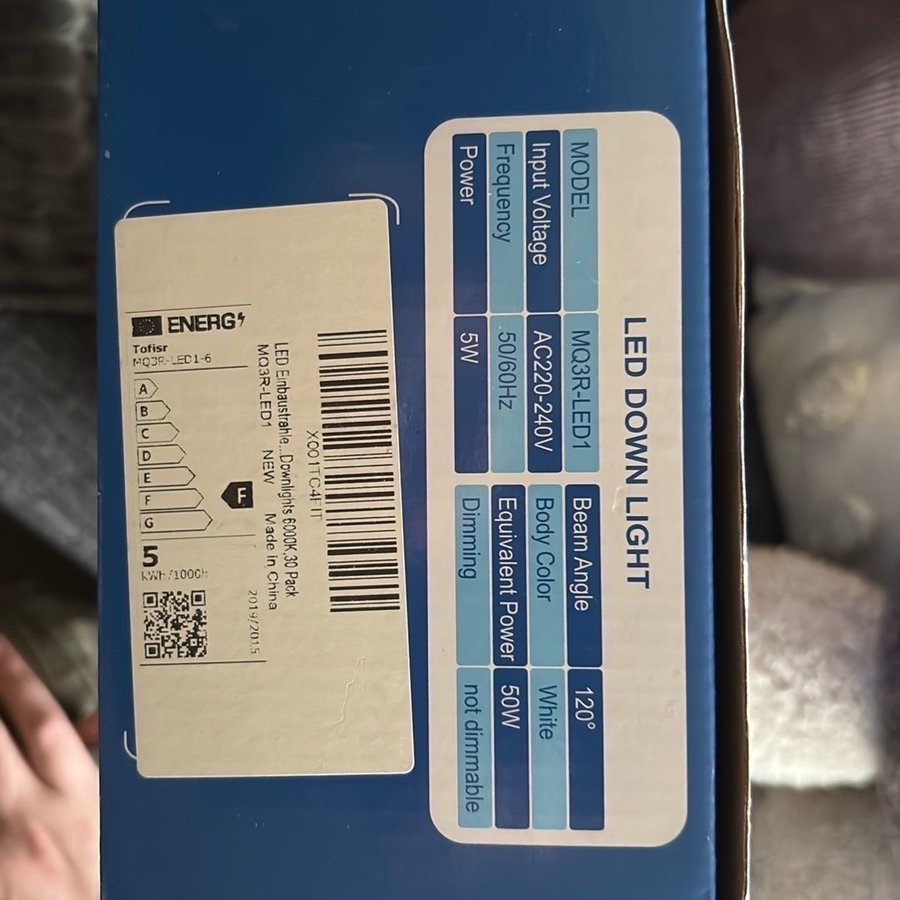 LED DOWN LIGHT
MODEL MQ3R-LED1
Input Voltage AC220-240V
Frequency 50/60Hz
Power 5W
Beam Angle 120°
Body Color White
Equivalent Power 50W
Dimming not dimmable
X001TC4FIT
LED Einbaustrahle...Downlights 6000K,30 Pack
MQ3R-LED1 NEW Made in China
ENERG
Tofisr
MQ3R-LED1-6
A
B
C
D
E
F
G
F
5
kWh/1000h
2019/2015